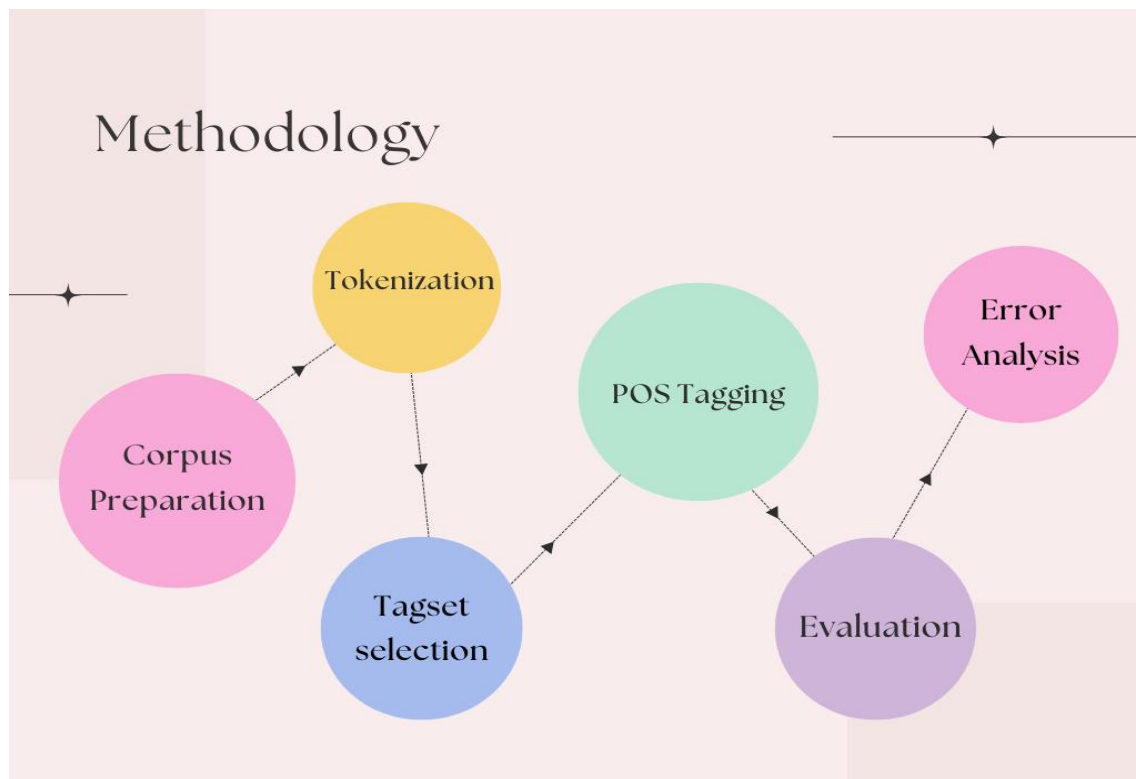 Methodology
Tokenization
Corpus
Preparation
Tagset
selection
POS Tagging
Evaluation
Error
Analysis